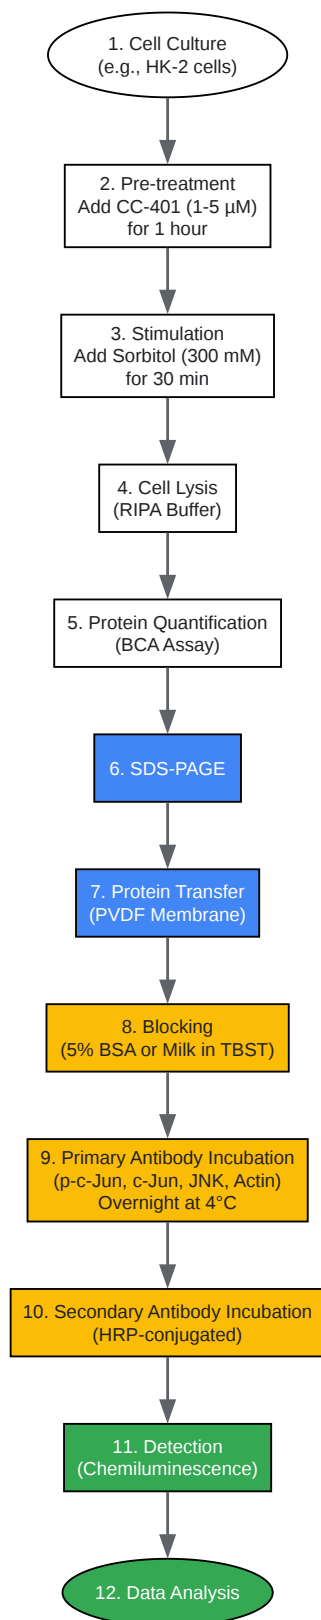 1. Cell Culture
(e.g., HK-2 cells)
2. Pre-treatment
Add CC-401 (1-5 µM)
for 1 hour
3. Stimulation
Add Sorbitol (300 mM)
for 30 min
4. Cell Lysis
(RIPA Buffer)
5. Protein Quantification
(BCA Assay)
6. SDS-PAGE
7. Protein Transfer
(PVDF Membrane)
8. Blocking
(5% BSA or Milk in TBST)
9. Primary Antibody Incubation
(p-c-Jun, c-Jun, JNK, Actin)
Overnight at 4°C
10. Secondary Antibody Incubation
(HRP-conjugated)
11. Detection
(Chemiluminescence)
12. Data Analysis